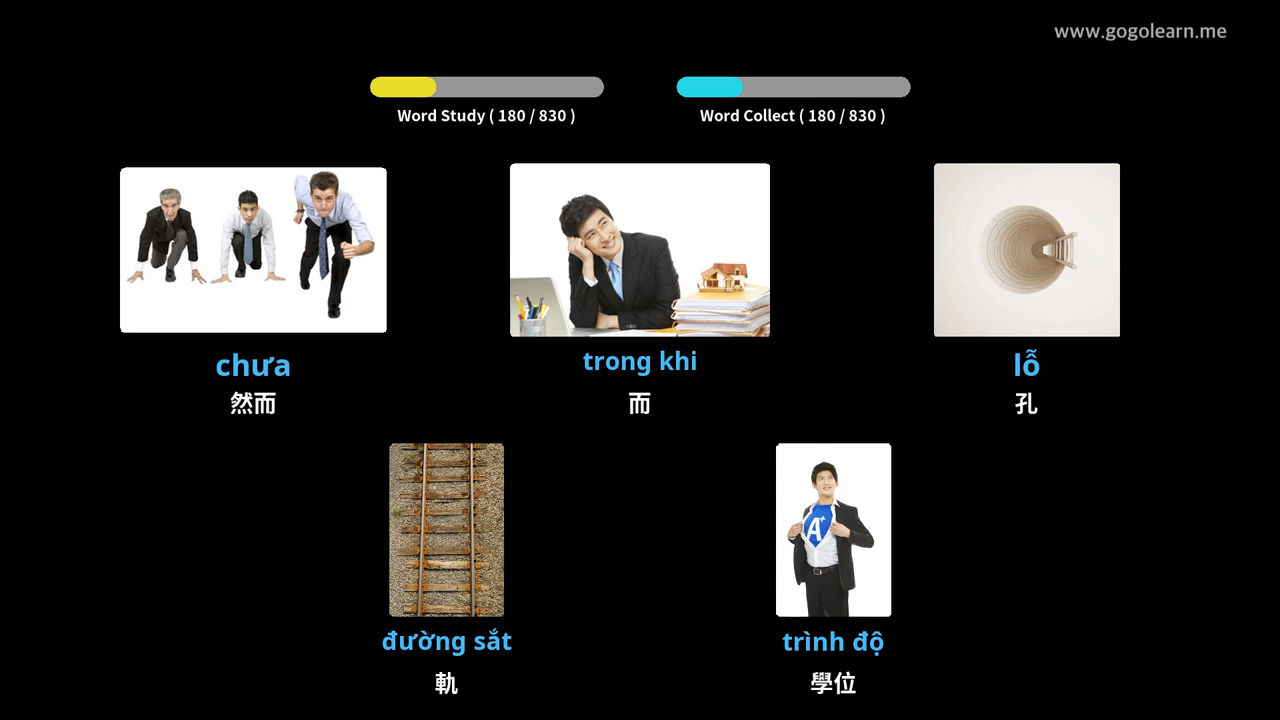 www.gogolearn.me
Word Study ( 180 / 830 )
Word Collect ( 180 / 830 )
chưa
然而
trong khi
而
lỗ
孔
đường sắt
軌
A+
trình độ
學位